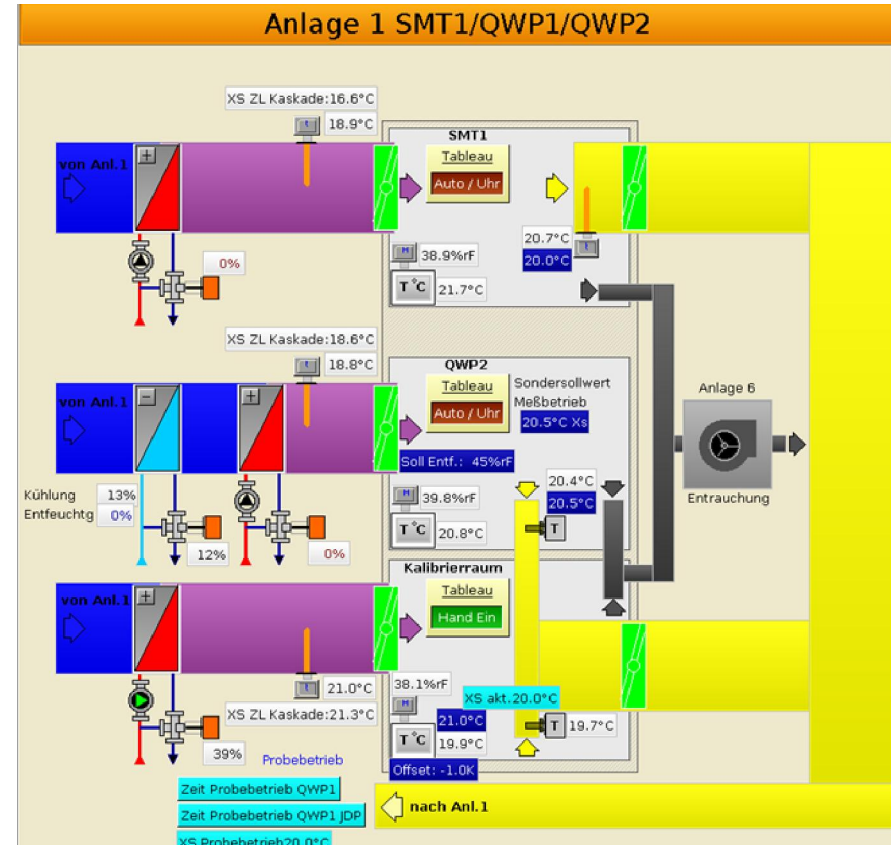 Anlage 1 SMT1/QWP1/QWP2
XS ZL Kaskade:16.6°C
18.9°C
SMT1
von Anl.1
Tableau
Auto / Uhr
20.7°C
20.0°C
38.9%rF
T°C
21.7°C
0%
XS ZL Kaskade:18.6°C
18.8°C
QWP2
von Anl.1
Tableau
Auto / Uhr
Sondersollwert
Meßbetrieb
20.5°C Xs
Soll Entf.: 45%rF
Anlage 6
Entrauchung
20.4°C
20.5°C
39.8%rF
T°C
20.8°C
T
Kühlung 13%
Entfeuchtg 0%
12%
0%
Kalibrierraum
von Anl.1
Tableau
Hand Ein
21.0°C
XS ZL Kaskade:21.3°C
38.1%rF
XS akt.20.0°C
21.0°C
T°C
19.9°C
Offset: -1.0K
T
19.7°C
39%
Probebetrieb
Zeit Probebetrieb QWP1
Zeit Probebetrieb QWP1 JDP
XS Probebetrieb20.0°C
nach Anl.1